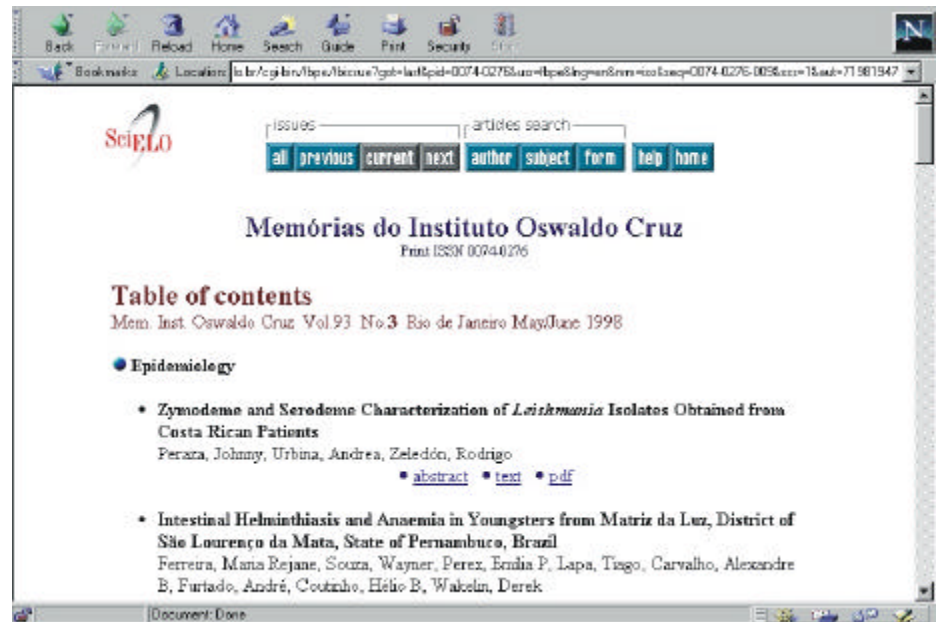 Back Forward Reload Home Search Guide Print Security Stop
N
Bookmarks Location:
SciELO
issues articles search
all previous current next author subject form help home
Memórias do Instituto Oswaldo Cruz
Print ISSN 0074-0276
Table of contents
Mem. Inst. Oswaldo Cruz Vol.93 No.3 Rio de Janeiro May/June 1998
Epidemiology
• Zymodeme and Serodeme Characterization of Leishmania Isolates Obtained from
Costa Rican Patients
Peraza, Johnny, Urbina, Andrea, Zeledón, Rodrigo
• abstract • text • pdf
• Intestinal Helminthiasis and Anaemia in Youngsters from Matriz da Luz, District of
São Lourenço da Mata, State of Pernambuco, Brazil
Ferreira, Maria Rejane, Souza, Wayner, Perez, Emilia P, Lapa, Tiago, Carvalho, Alexandre
B, Furtado, André, Coutinho, Hélio B, Wakelin, Derek
Document: Done